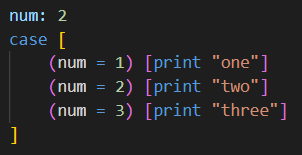 num: 2
case [
    (num = 1) [print "one"]
    (num = 2) [print "two"]
    (num = 3) [print "three"]
]